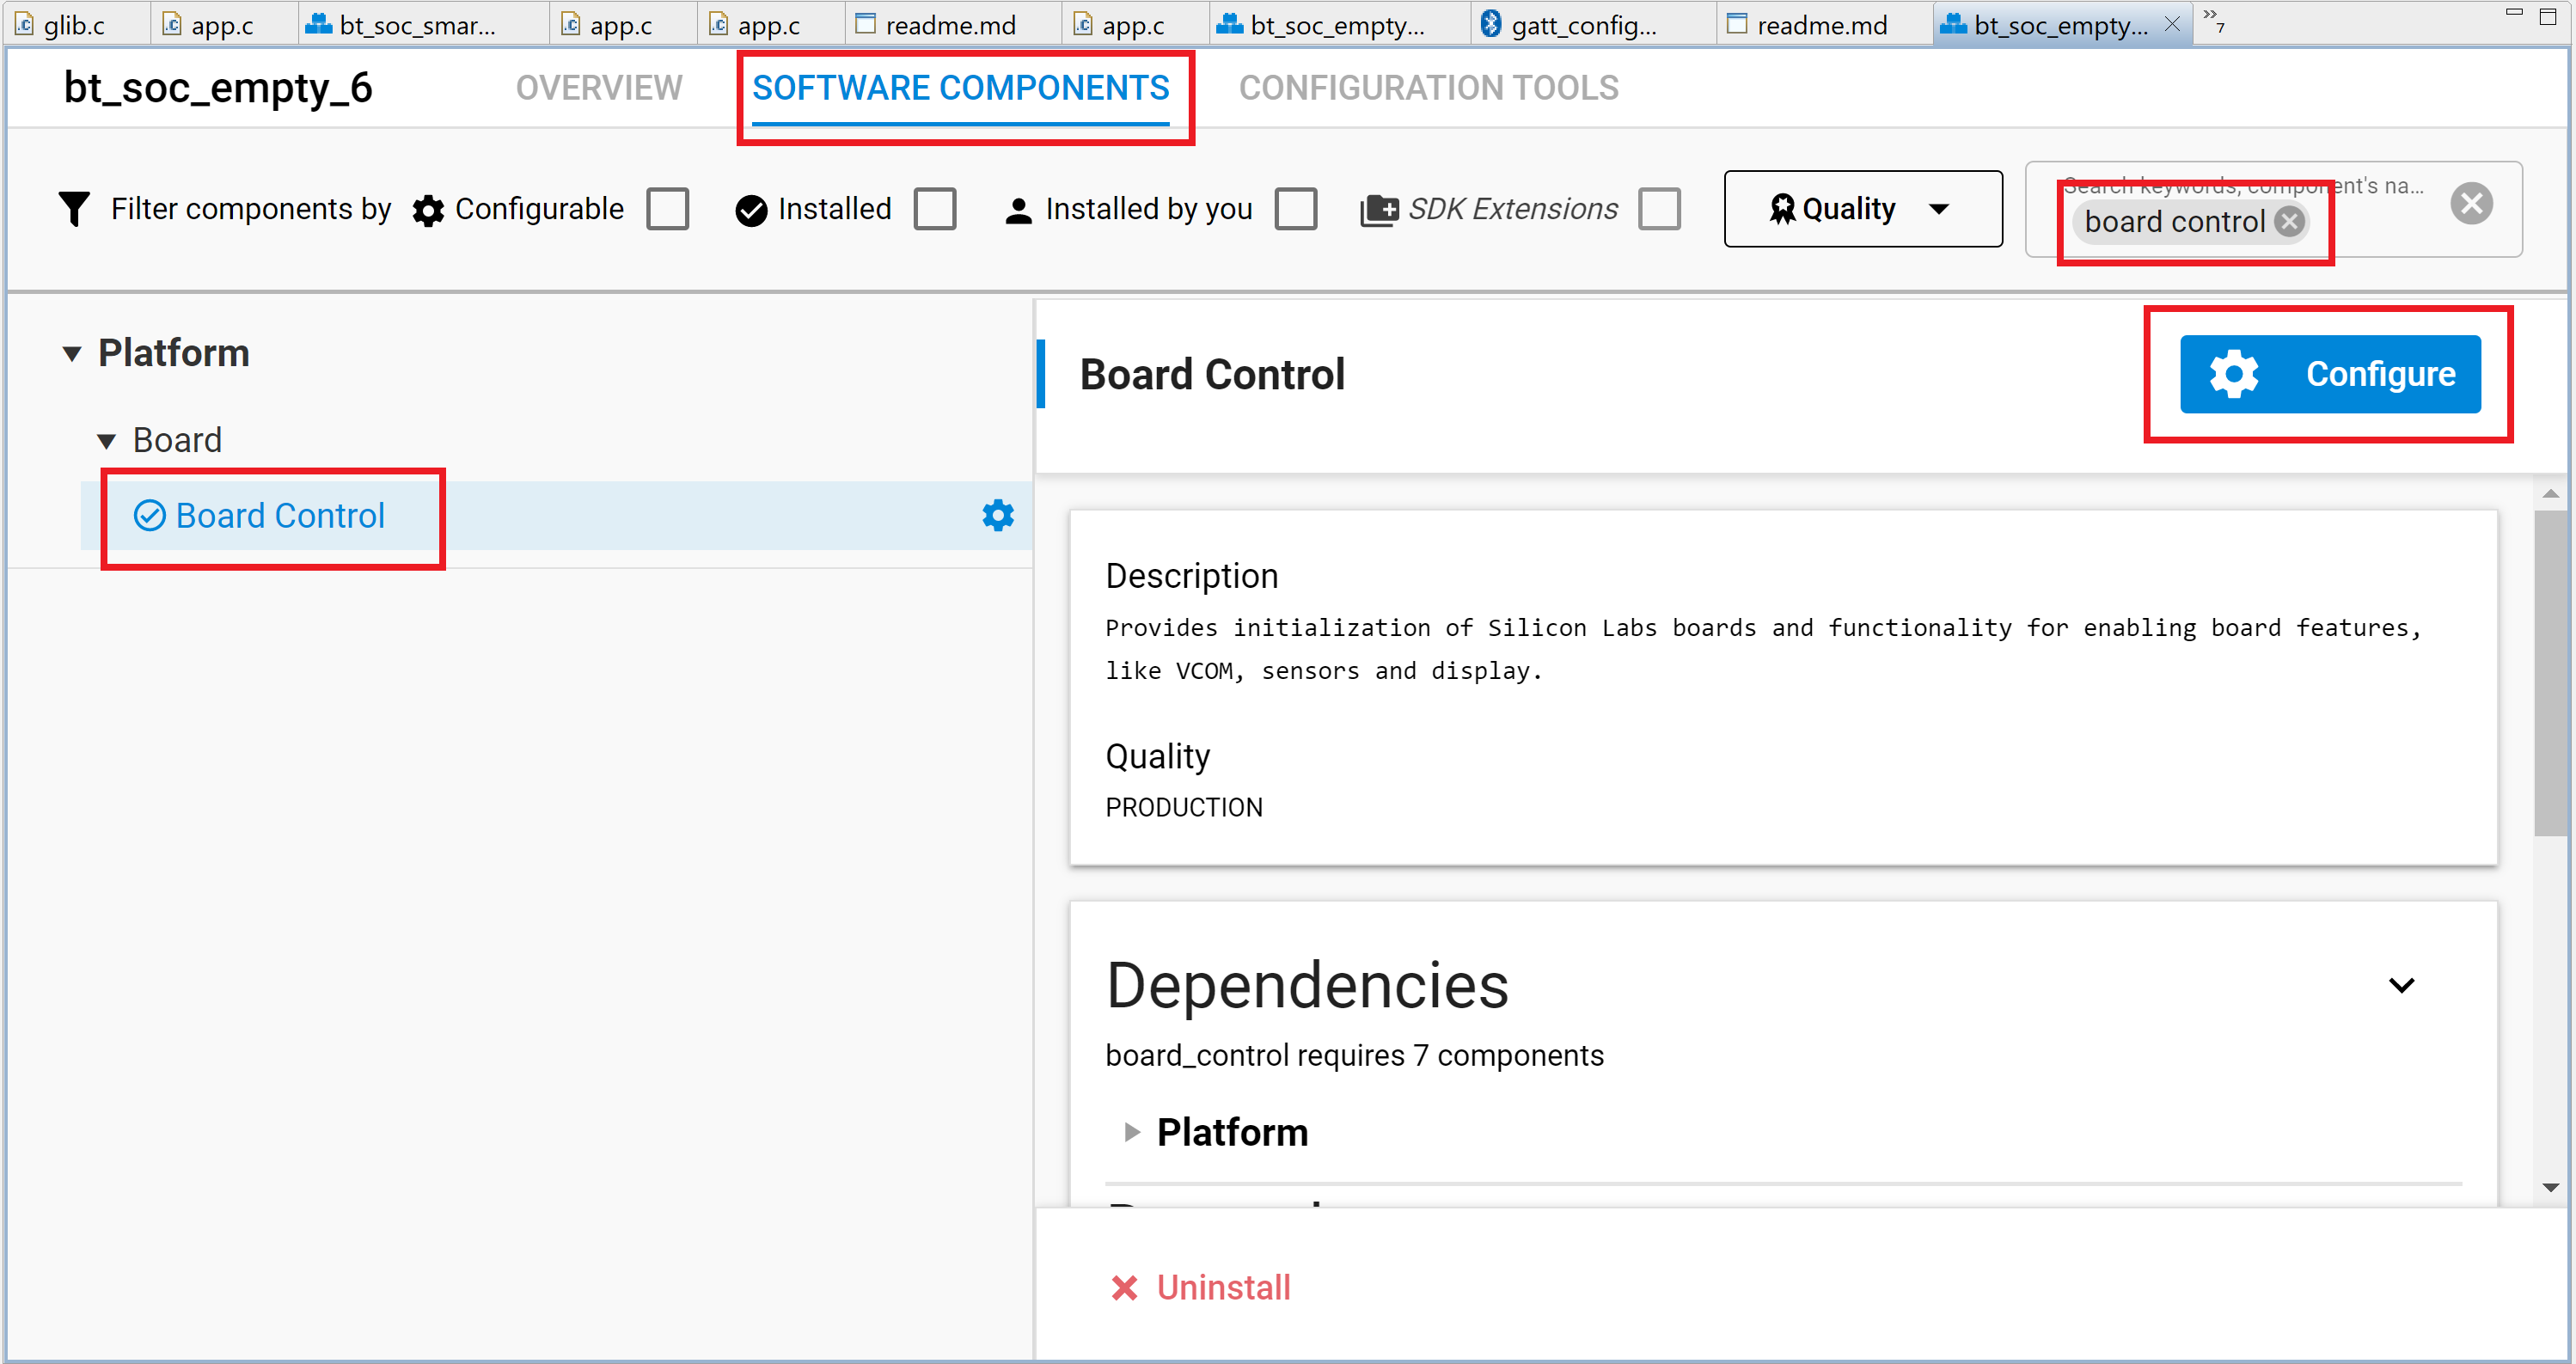 glib.c app.c bt_soc_smar... app.c app.c readme.md app.c bt_soc_empty... gatt_config... readme.md bt_soc_empty... 7
bt_soc_empty_6 OVERVIEW SOFTWARE COMPONENTS CONFIGURATION TOOLS
Filter components by Configurable Installed Installed by you SDK Extensions Quality
Search keywords, component's na...
board control
Platform
Board
Board Control
Board Control
Configure
Description
Provides initialization of Silicon Labs boards and functionality for enabling board features,
like VCOM, sensors and display.
Quality
PRODUCTION
Dependencies
board_control requires 7 components
Platform
Uninstall